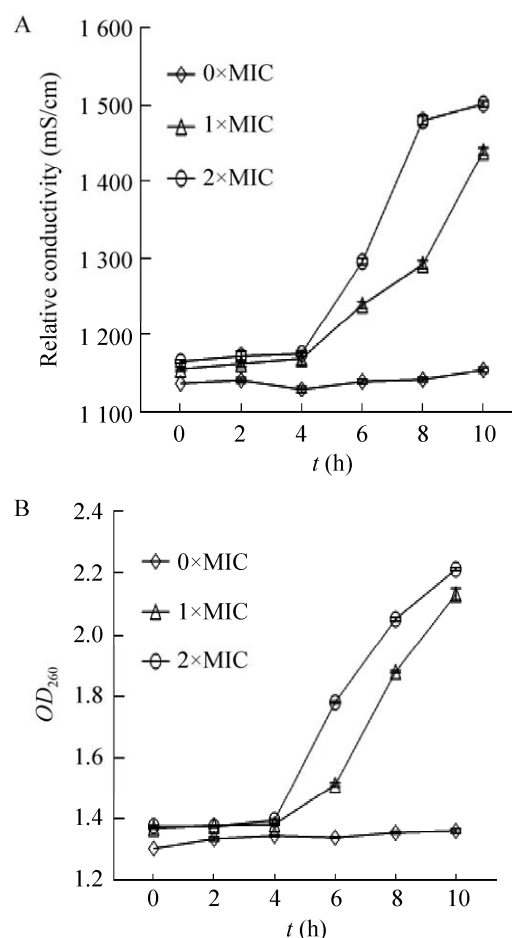 A
Relative conductivity (mS/cm)
1 600
1 500
1 400
1 300
1 200
1 100
0×MIC
1×MIC
2×MIC
0 2 4 6 8 10
t (h)
B
OD260
2.4
2.2
2.0
1.8
1.6
1.4
1.2
0×MIC
1×MIC
2×MIC
0 2 4 6 8 10
t (h)